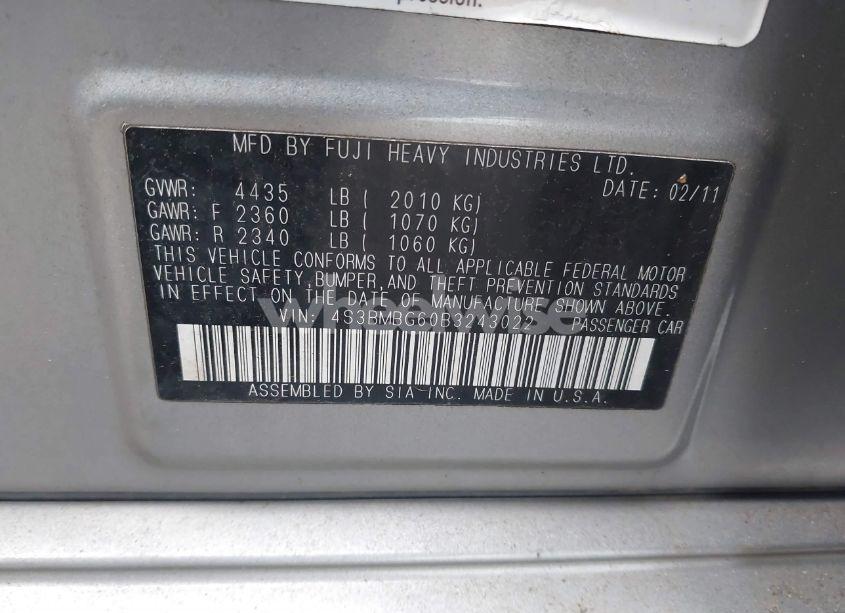 pression.
MFD BY FUJI HEAVY INDUSTRIES LTD.
GVWR: 4435 LB ( 2010 KG) DATE: 02/11
GAWR: F 2360 LB ( 1070 KG)
GAWR: R 2340 LB ( 1060 KG)
THIS VEHICLE CONFORMS TO ALL APPLICABLE FEDERAL MOTOR
VEHICLE SAFETY, BUMPER, AND THEFT PREVENTION STANDARDS
IN EFFECT ON THE DATE OF MANUFACTURE SHOWN ABOVE.
wheelwise
VIN: 4S3BMBG60B3243022 PASSENGER CAR
ASSEMBLED BY SIA-INC. MADE IN U.S.A.